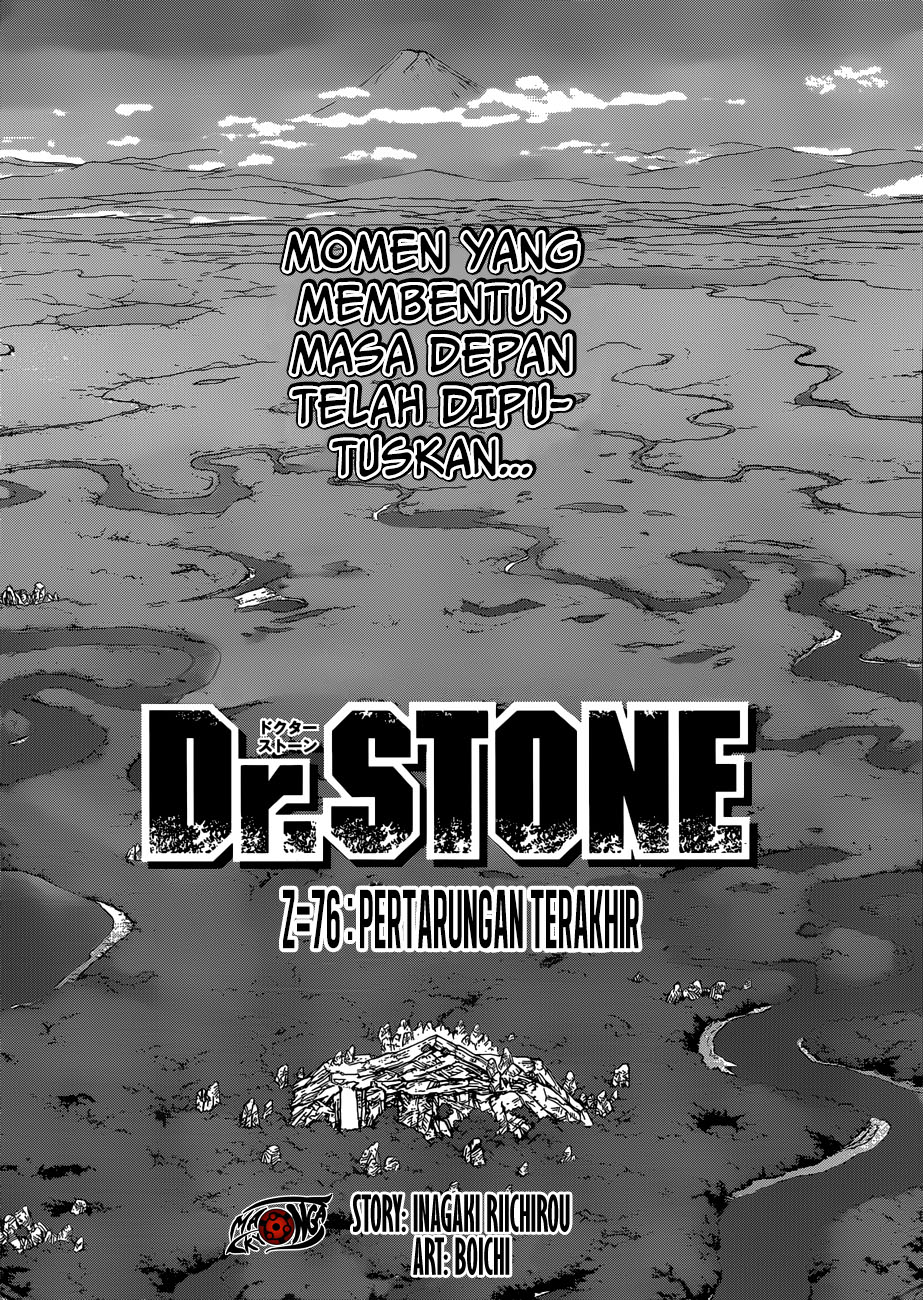 MOMEN YANG
MEMBENTUK
MASA DEPAN
TELAH DIPU-
TUSKAN...
Dr.STONE
ドクター
ストーン
Z=76:PERTARUNGAN TERAKHIR
STORY: INAGAKI RIICHIROU
ART: BOICHI